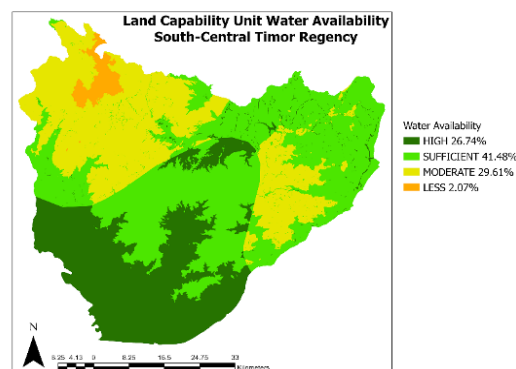 Land Capability Unit Water Availability
South-Central Timor Regency
Water Availability
HIGH 26.74%
SUFFICIENT 41.48%
MODERATE 29.61%
LESS 2.07%
N
8.25 4.13 0 8.25 16.5 24.75 33
Kilometers